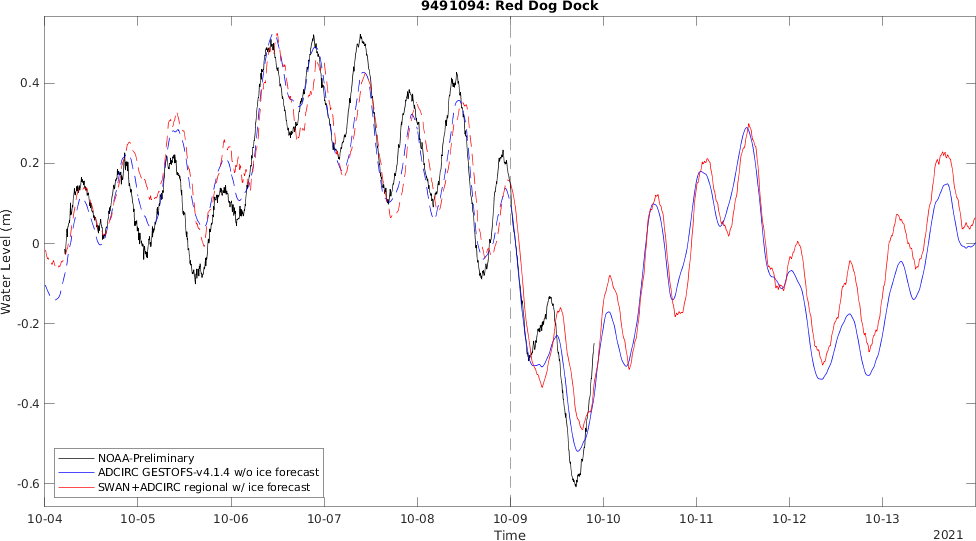 9491094: Red Dog Dock
Water Level (m)
0.4
0.2
0
-0.2
-0.4
-0.6
NOAA-Preliminary
ADCIRC GESTOFS-v4.1.4 w/o ice forecast
SWAN+ADCIRC regional w/ ice forecast
10-04 10-05 10-06 10-07 10-08 10-09 10-10 10-11 10-12 10-13
Time
2021